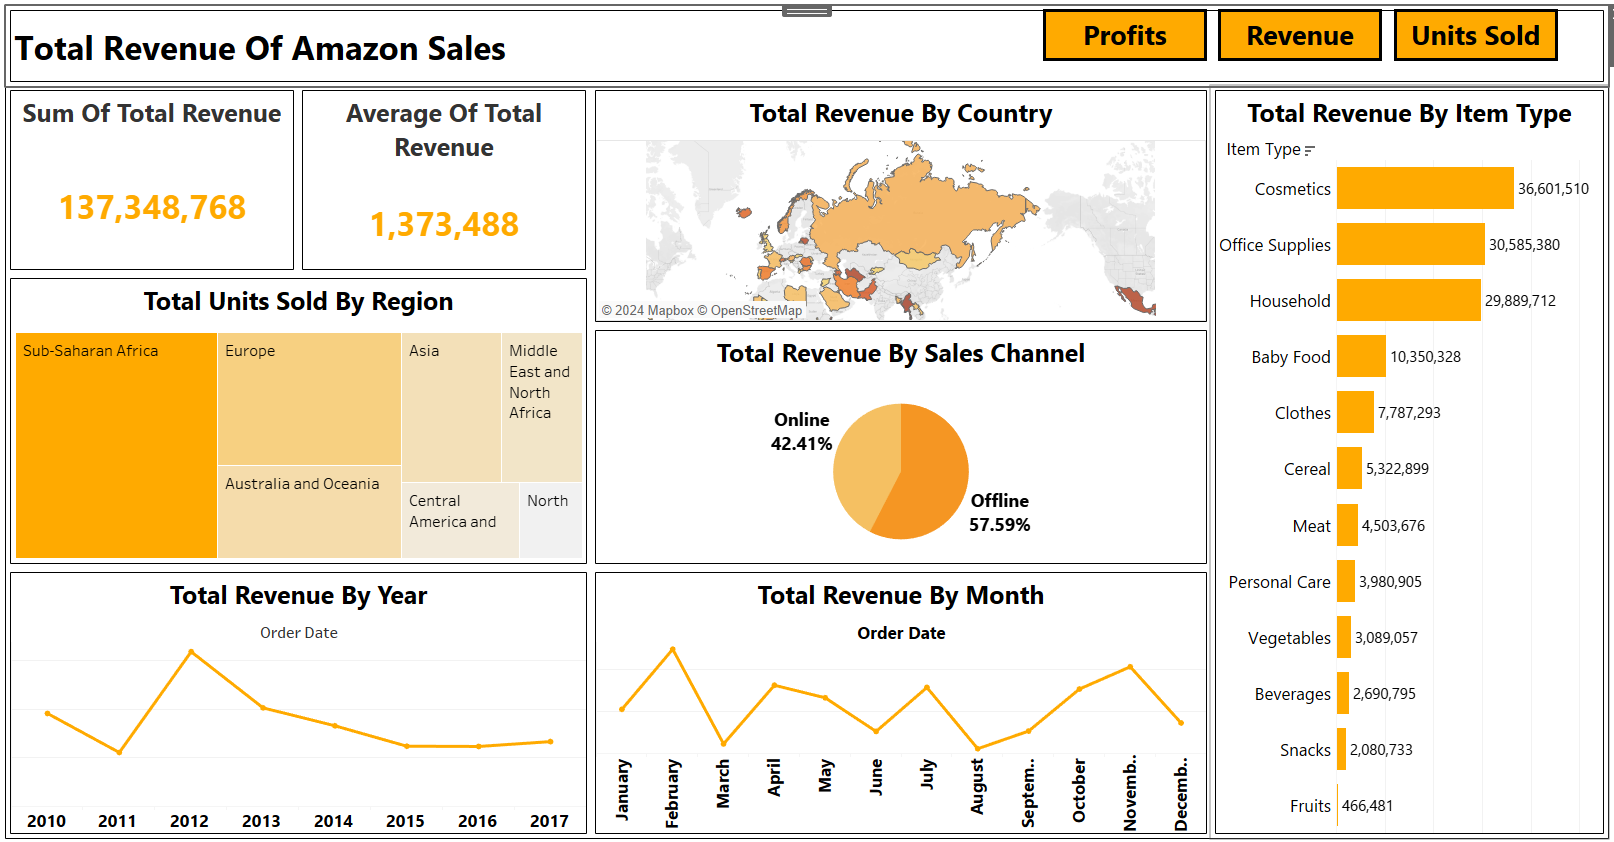 Total Revenue Of Amazon Sales
Profits
Revenue
Units Sold
Sum Of Total Revenue
137,348,768
Average Of Total
Revenue
1,373,488
Total Revenue By Country
© 2024 Mapbox © OpenStreetMap
Total Revenue By Item Type
Item Type
Cosmetics
36,601,510
Office Supplies
30,585,380
Household
29,889,712
Baby Food
10,350,328
Clothes
7,787,293
Cereal
5,322,899
Meat
4,503,676
Personal Care
3,980,905
Vegetables
3,089,057
Beverages
2,690,795
Snacks
2,080,733
Fruits
466,481
Total Units Sold By Region
Sub-Saharan Africa
Europe
Asia
Middle
East and
North
Africa
Australia and Oceania
Central
America and
North
Total Revenue By Sales Channel
Online
42.41%
Offline
57.59%
Total Revenue By Year
Order Date
2010
2011
2012
2013
2014
2015
2016
2017
Total Revenue By Month
Order Date
January
February
March
April
May
June
July
August
Septem..
October
Novemb..
Decemb..